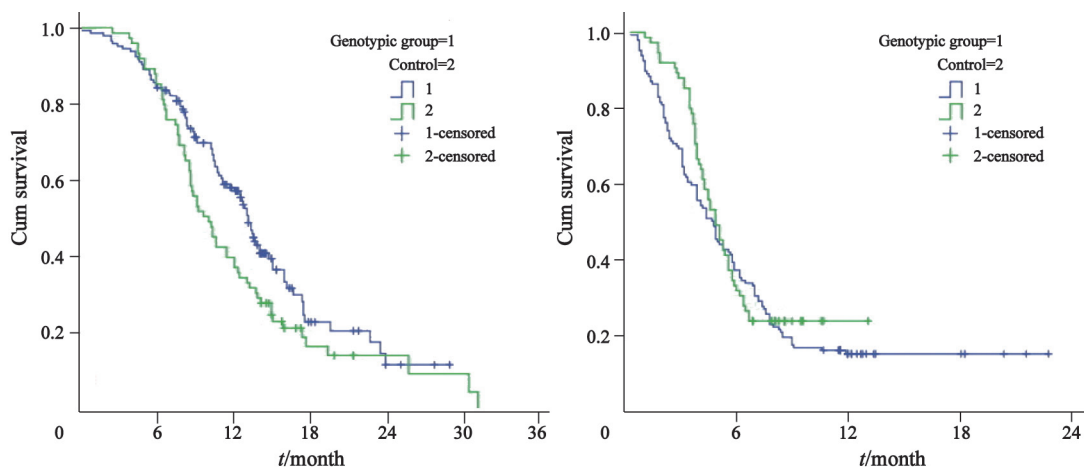 Genotypic group=1
Control=2
1
2
1-censored
2-censored
1.0
0.8
0.6
0.4
0.2
0
6
12
18
24
30
36
Cum survival
t/month
Genotypic group=1
Control=2
1
2
1-censored
2-censored
1.0
0.8
0.6
0.4
0.2
0
6
12
18
24
Cum survival
t/month